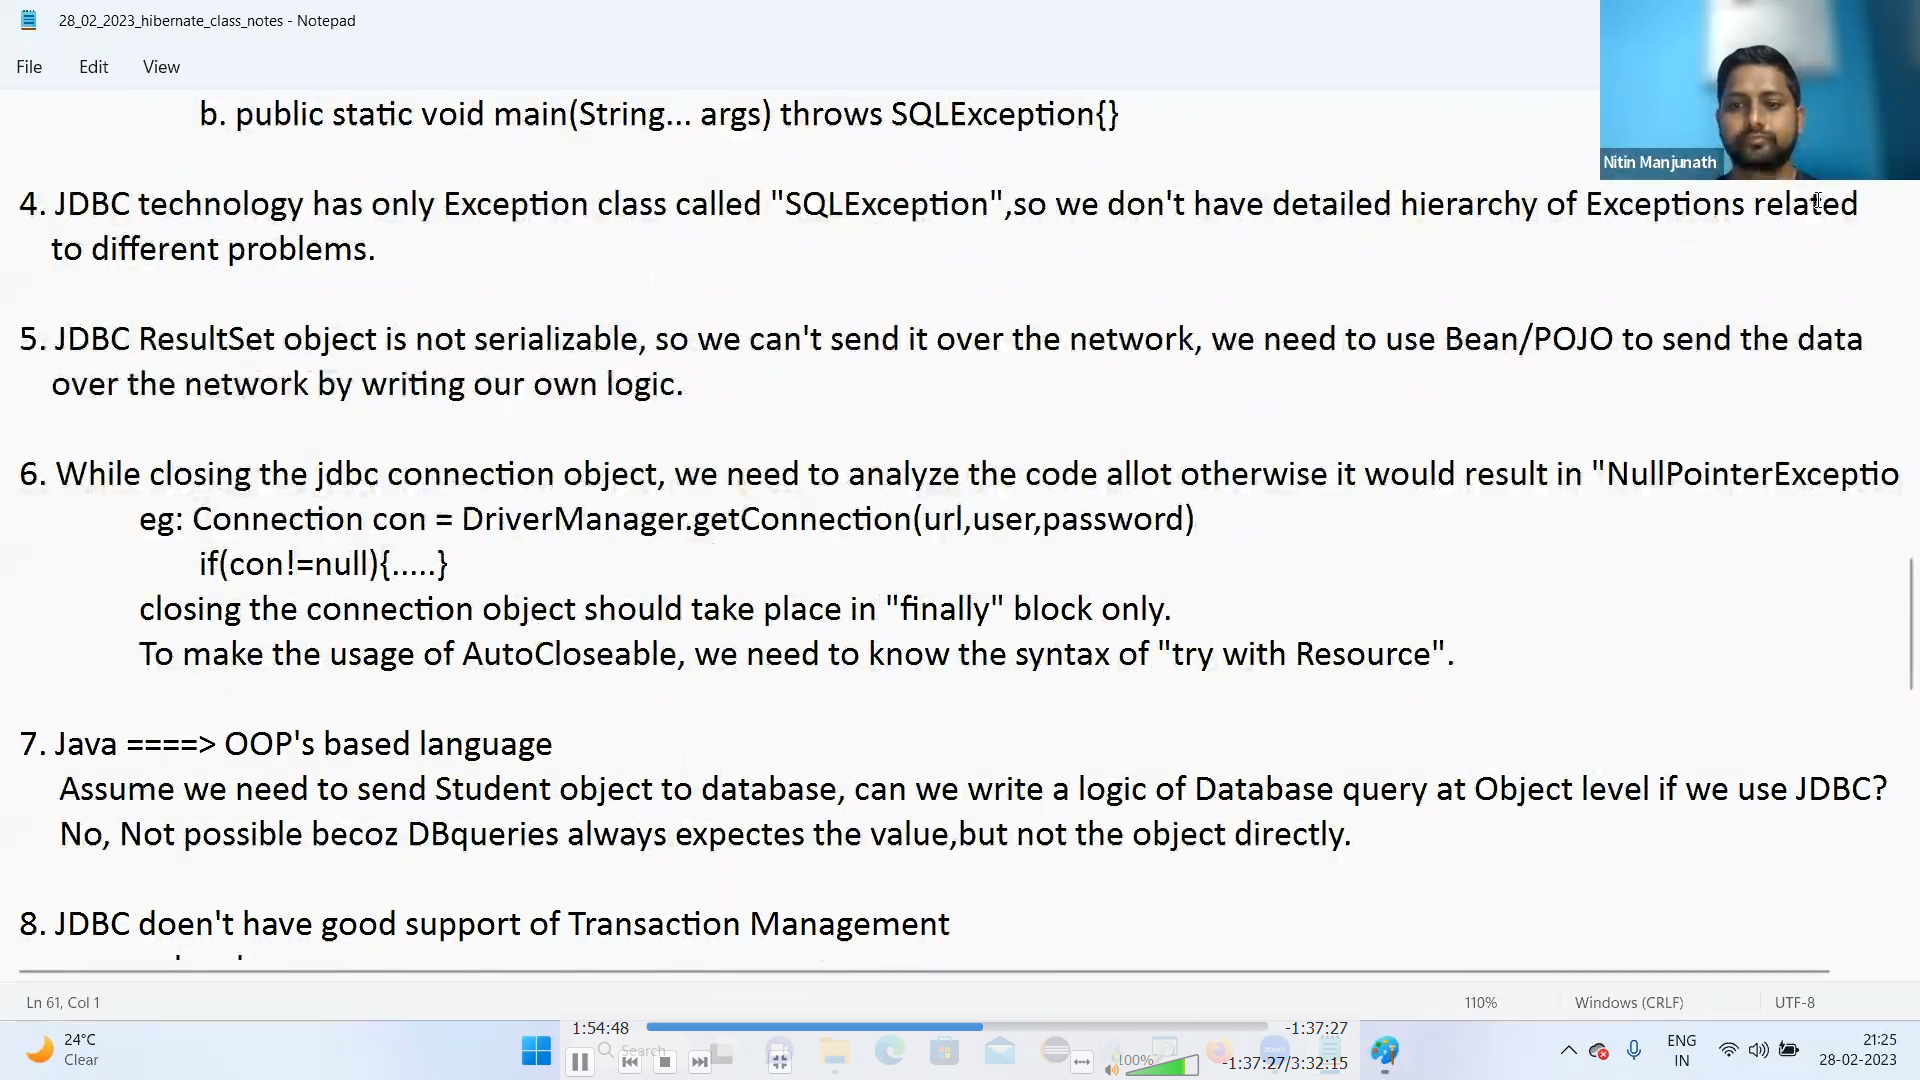 28_02_2023_hibernate_class_notes - Notepad
File Edit View
b. public static void main(String... args) throws SQLException{}
Nitin Manjunath
4. JDBC technology has only Exception class called "SQLException",so we don't have detailed hierarchy of Exceptions related
to different problems.
5. JDBC ResultSet object is not serializable, so we can't send it over the network, we need to use Bean/POJO to send the data
over the network by writing our own logic.
6. While closing the jdbc connection object, we need to analyze the code allot otherwise it would result in "NullPointerExceptio
eg: Connection con = DriverManager.getConnection(url,user,password)
if(con!=null){.....}
closing the connection object should take place in "finally" block only.
To make the usage of AutoCloseable, we need to know the syntax of "try with Resource".
7. Java ====> OOP's based language
Assume we need to send Student object to database, can we write a logic of Database query at Object level if we use JDBC?
No, Not possible becoz DBqueries always expectes the value,but not the object directly.
8. JDBC doen't have good support of Transaction Management
Ln 61, Col 1 110% Windows (CRLF) UTF-8
24°C
Clear
1:54:48 -1:37:27
Search 100% -1:37:27/3:32:15
ENG
IN
21:25
28-02-2023